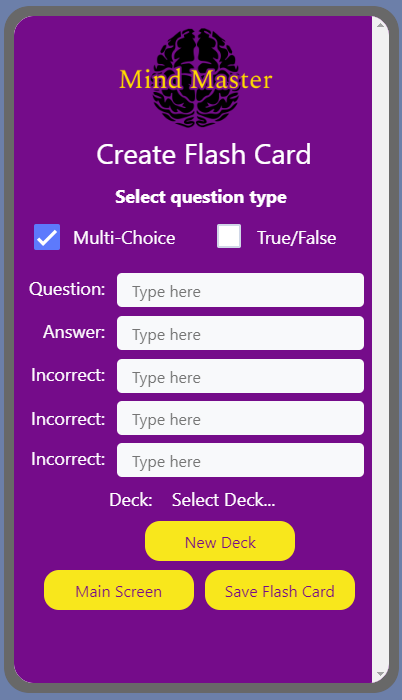 Mind Master
Create Flash Card
Select question type
Multi-Choice True/False
Question: Type here
Answer: Type here
Incorrect: Type here
Incorrect: Type here
Incorrect: Type here
Deck: Select Deck...
New Deck
Main Screen Save Flash Card